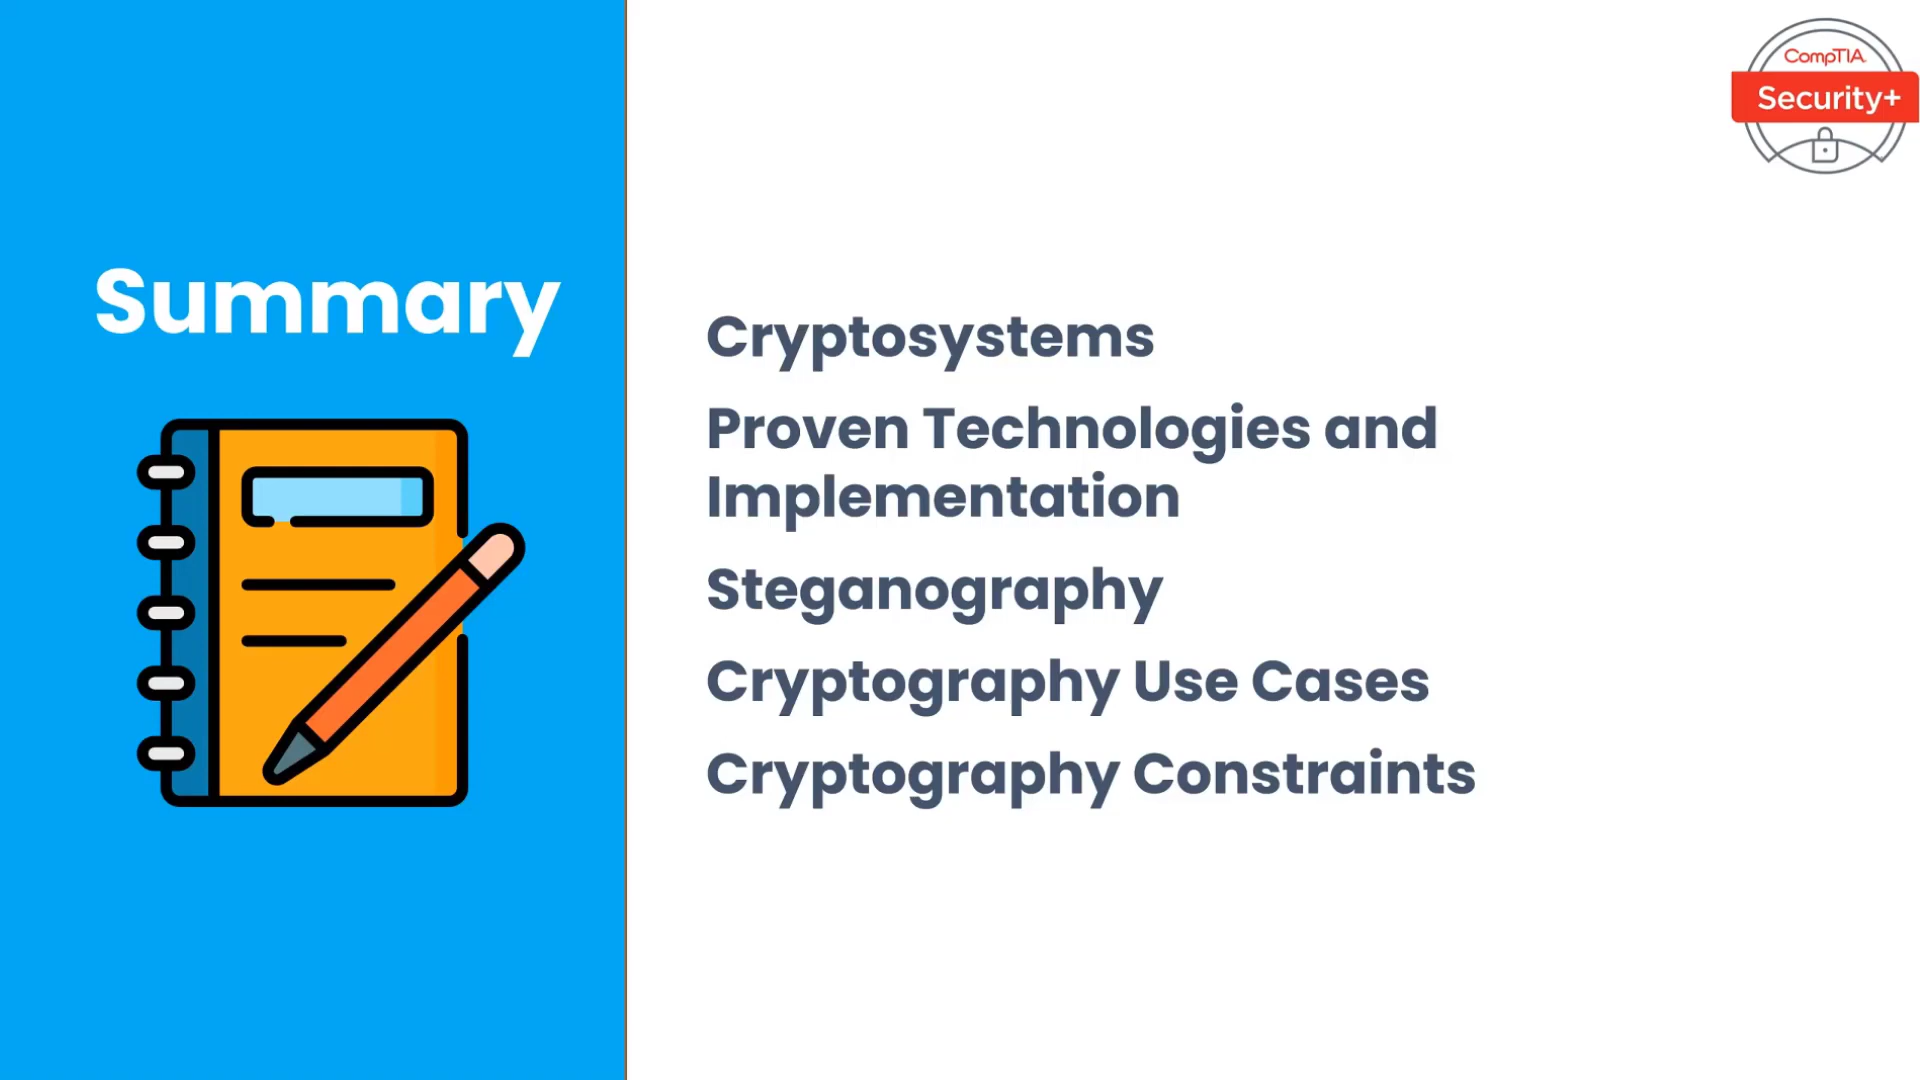 Summary
Cryptosystems
Proven Technologies and
Implementation
Steganography
Cryptography Use Cases
Cryptography Constraints
CompTIA
Security+